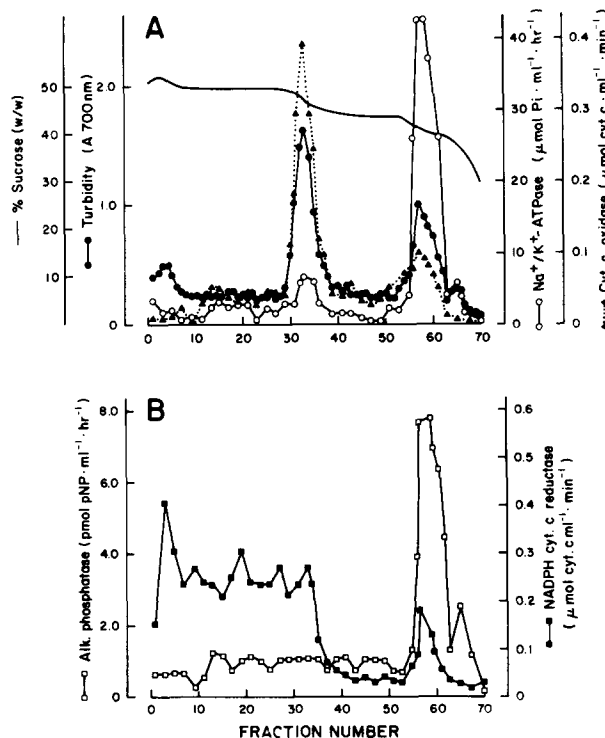 A
% Sucrose (w/w)
50
40
30
20
10
Turbidity (A 700nm)
2.0
1.0
0
Na⁺/K⁺-ATPase (μmol Pi · ml⁻¹ · hr⁻¹)
40
30
20
10
0
Cyt. c oxidase (μmol cyt. c · ml⁻¹ · min⁻¹)
0.4
0.3
0.2
0.1
0
0 10 20 30 40 50 60 70
B
Alk. phosphatase (pmol pNP · ml⁻¹ · hr⁻¹)
8.0
6.0
4.0
2.0
0
NADPH cyt. c reductase
(μmol cyt. c ml⁻¹ · min⁻¹)
0.6
0.5
0.4
0.3
0.2
0.1
0
0 10 20 30 40 50 60 70
FRACTION NUMBER